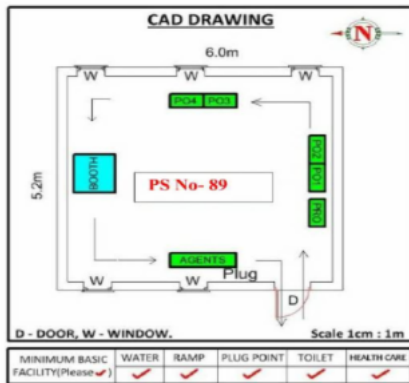 CAD DRAWING
N
6.0m
W W W
PO4 PO3
5.2m
BOOTH
PS No- 89
PO2 PO1
PRO
AGENTS
Plug
W W
D
D - DOOR, W - WINDOW. Scale 1cm : 1m
MINIMUM BASIC FACILITY(Please ✓) WATER RAMP PLUG POINT TOILET HEALTH CARE
✓ ✓ ✓ ✓ ✓